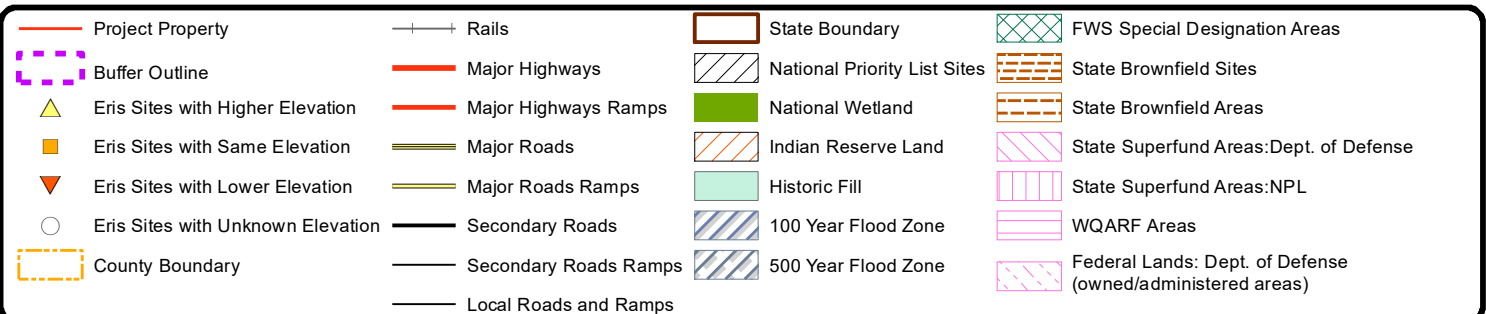 Project Property
Buffer Outline
Eris Sites with Higher Elevation
Eris Sites with Same Elevation
Eris Sites with Lower Elevation
Eris Sites with Unknown Elevation
County Boundary
Rails
Major Highways
Major Highways Ramps
Major Roads
Major Roads Ramps
Secondary Roads
Secondary Roads Ramps
Local Roads and Ramps
State Boundary
National Priority List Sites
National Wetland
Indian Reserve Land
Historic Fill
100 Year Flood Zone
500 Year Flood Zone
FWS Special Designation Areas
State Brownfield Sites
State Brownfield Areas
State Superfund Areas:Dept. of Defense
State Superfund Areas:NPL
WQARF Areas
Federal Lands: Dept. of Defense
(owned/administered areas)